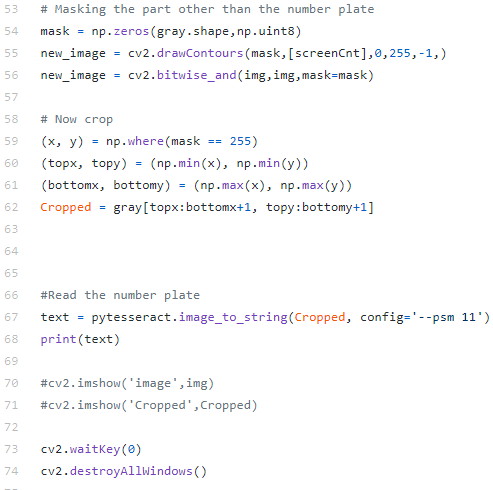 53 # Masking the part other than the number plate
54 mask = np.zeros(gray.shape,np.uint8)
55 new_image = cv2.drawContours(mask,[screenCnt],0,255,-1,)
56 new_image = cv2.bitwise_and(img,img,mask=mask)
57
58 # Now crop
59 (x, y) = np.where(mask == 255)
60 (topx, topy) = (np.min(x), np.min(y))
61 (bottomx, bottomy) = (np.max(x), np.max(y))
62 Cropped = gray[topx:bottomx+1, topy:bottomy+1]
63
64
65
66 #Read the number plate
67 text = pytesseract.image_to_string(Cropped, config='--psm 11')
68 print(text)
69
70 #cv2.imshow('image',img)
71 #cv2.imshow('Cropped',Cropped)
72
73 cv2.waitKey(0)
74 cv2.destroyAllWindows()